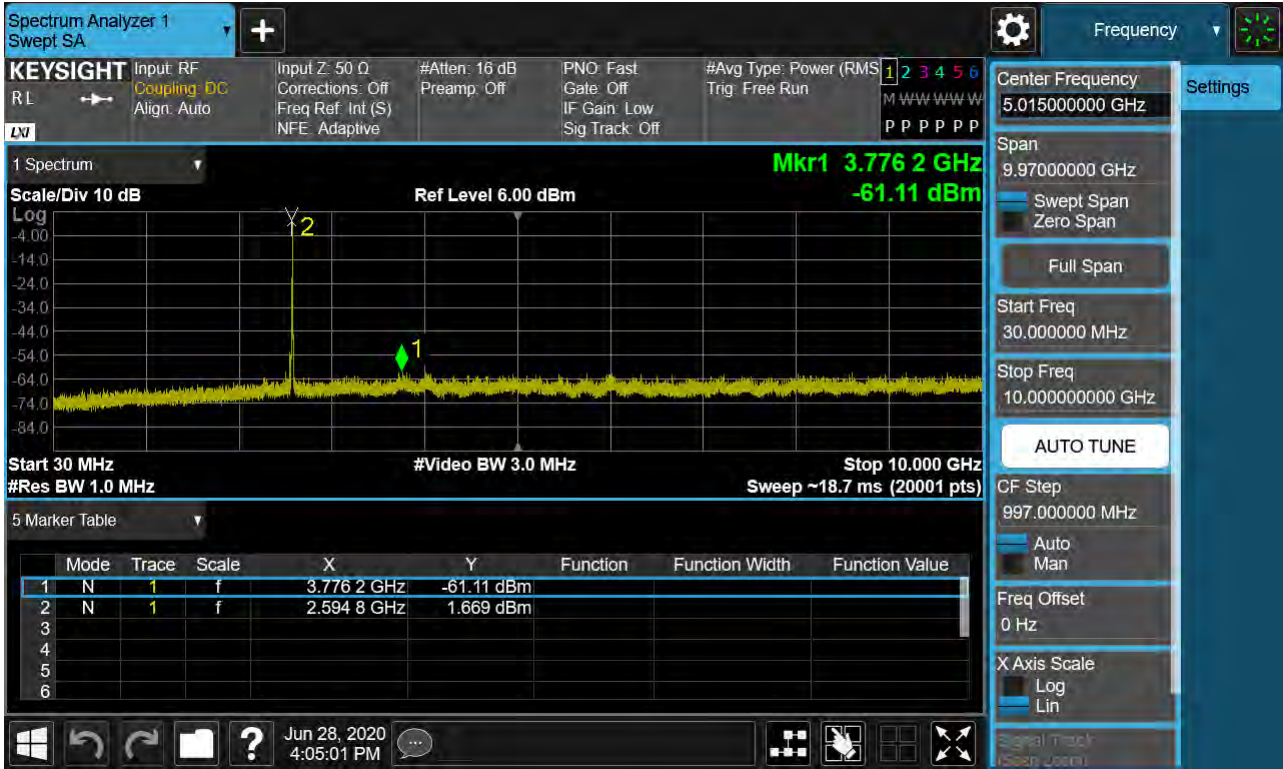 Spectrum Analyzer 1
Swept SA
Frequency
KEYSIGHT
R L
LXI
Input: RF
Coupling: DC
Align: Auto
Input Z: 50 Ω
Corrections: Off
Freq Ref: Int (S)
NFE: Adaptive
#Atten: 16 dB
Preamp: Off
PNO: Fast
Gate: Off
IF Gain: Low
Sig Track: Off
#Avg Type: Power (RMS
Trig: Free Run
1 2 3 4 5 6
M W W W W W
P P P P P P
1 Spectrum
Scale/Div 10 dB
Ref Level 6.00 dBm
Mkr1 3.776 2 GHz
-61.11 dBm
Log
-4.00
-14.0
-24.0
-34.0
-44.0
-54.0
-64.0
-74.0
-84.0
2
1
Start 30 MHz
#Video BW 3.0 MHz
Stop 10.000 GHz
#Res BW 1.0 MHz
Sweep ~18.7 ms (20001 pts)
5 Marker Table
Mode Trace Scale X Y Function Function Width Function Value
1 N 1 f 3.776 2 GHz -61.11 dBm
2 N 1 f 2.594 8 GHz 1.669 dBm
3
4
5
6
Center Frequency
5.015000000 GHz
Settings
Span
9.97000000 GHz
Swept Span
Zero Span
Full Span
Start Freq
30.000000 MHz
Stop Freq
10.000000000 GHz
AUTO TUNE
CF Step
997.000000 MHz
Auto
Man
Freq Offset
0 Hz
X Axis Scale
Log
Lin
Signal Track
(Span Zoom)
?
Jun 28, 2020
4:05:01 PM